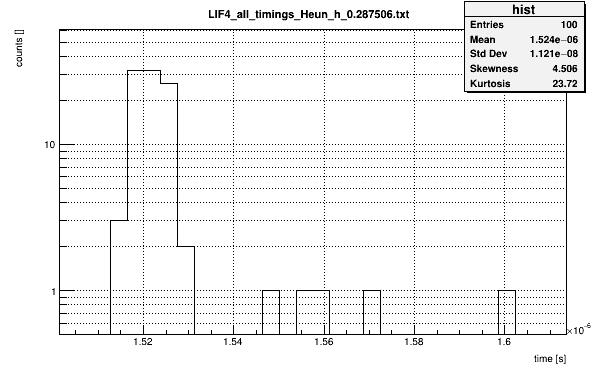 LIF4_all_timings_Heun_h_0.287506.txt
hist
Entries 100
Mean 1.524e−06
Std Dev 1.121e−08
Skewness 4.506
Kurtosis 23.72
counts []
10
1
1.52 1.54 1.56 1.58 1.6
×10⁻⁶
time [s]